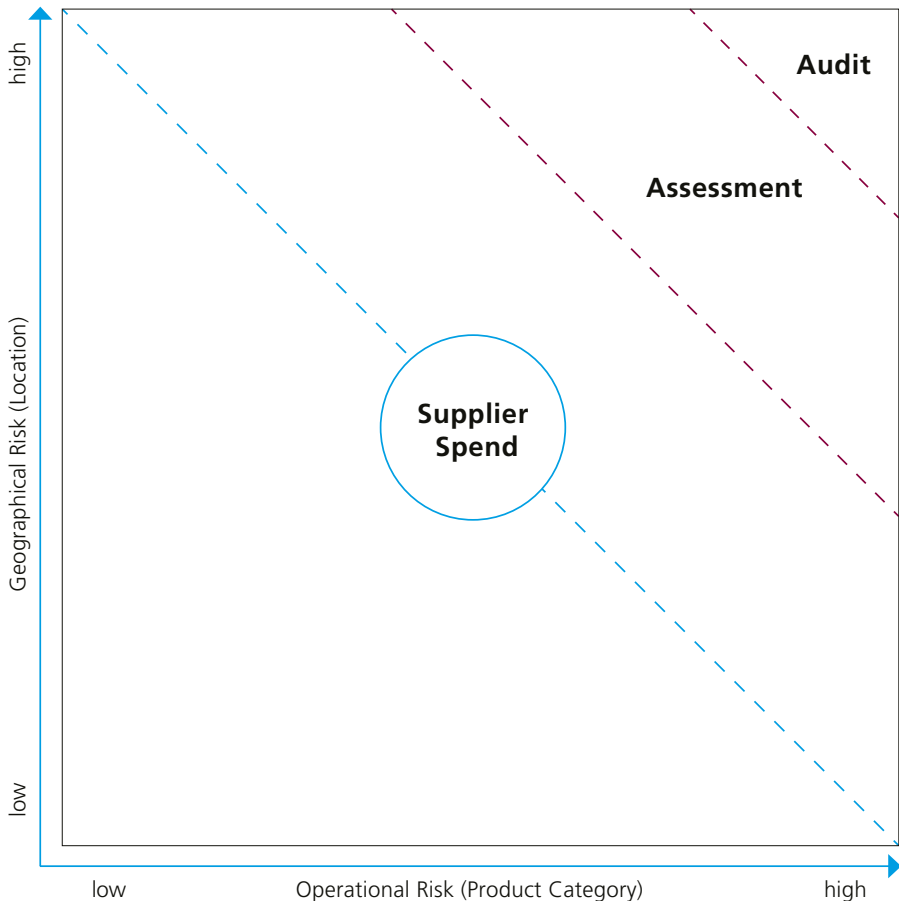 high
Audit
Assessment
Geographical Risk (Location)
Supplier
Spend
low
low
Operational Risk (Product Category)
high